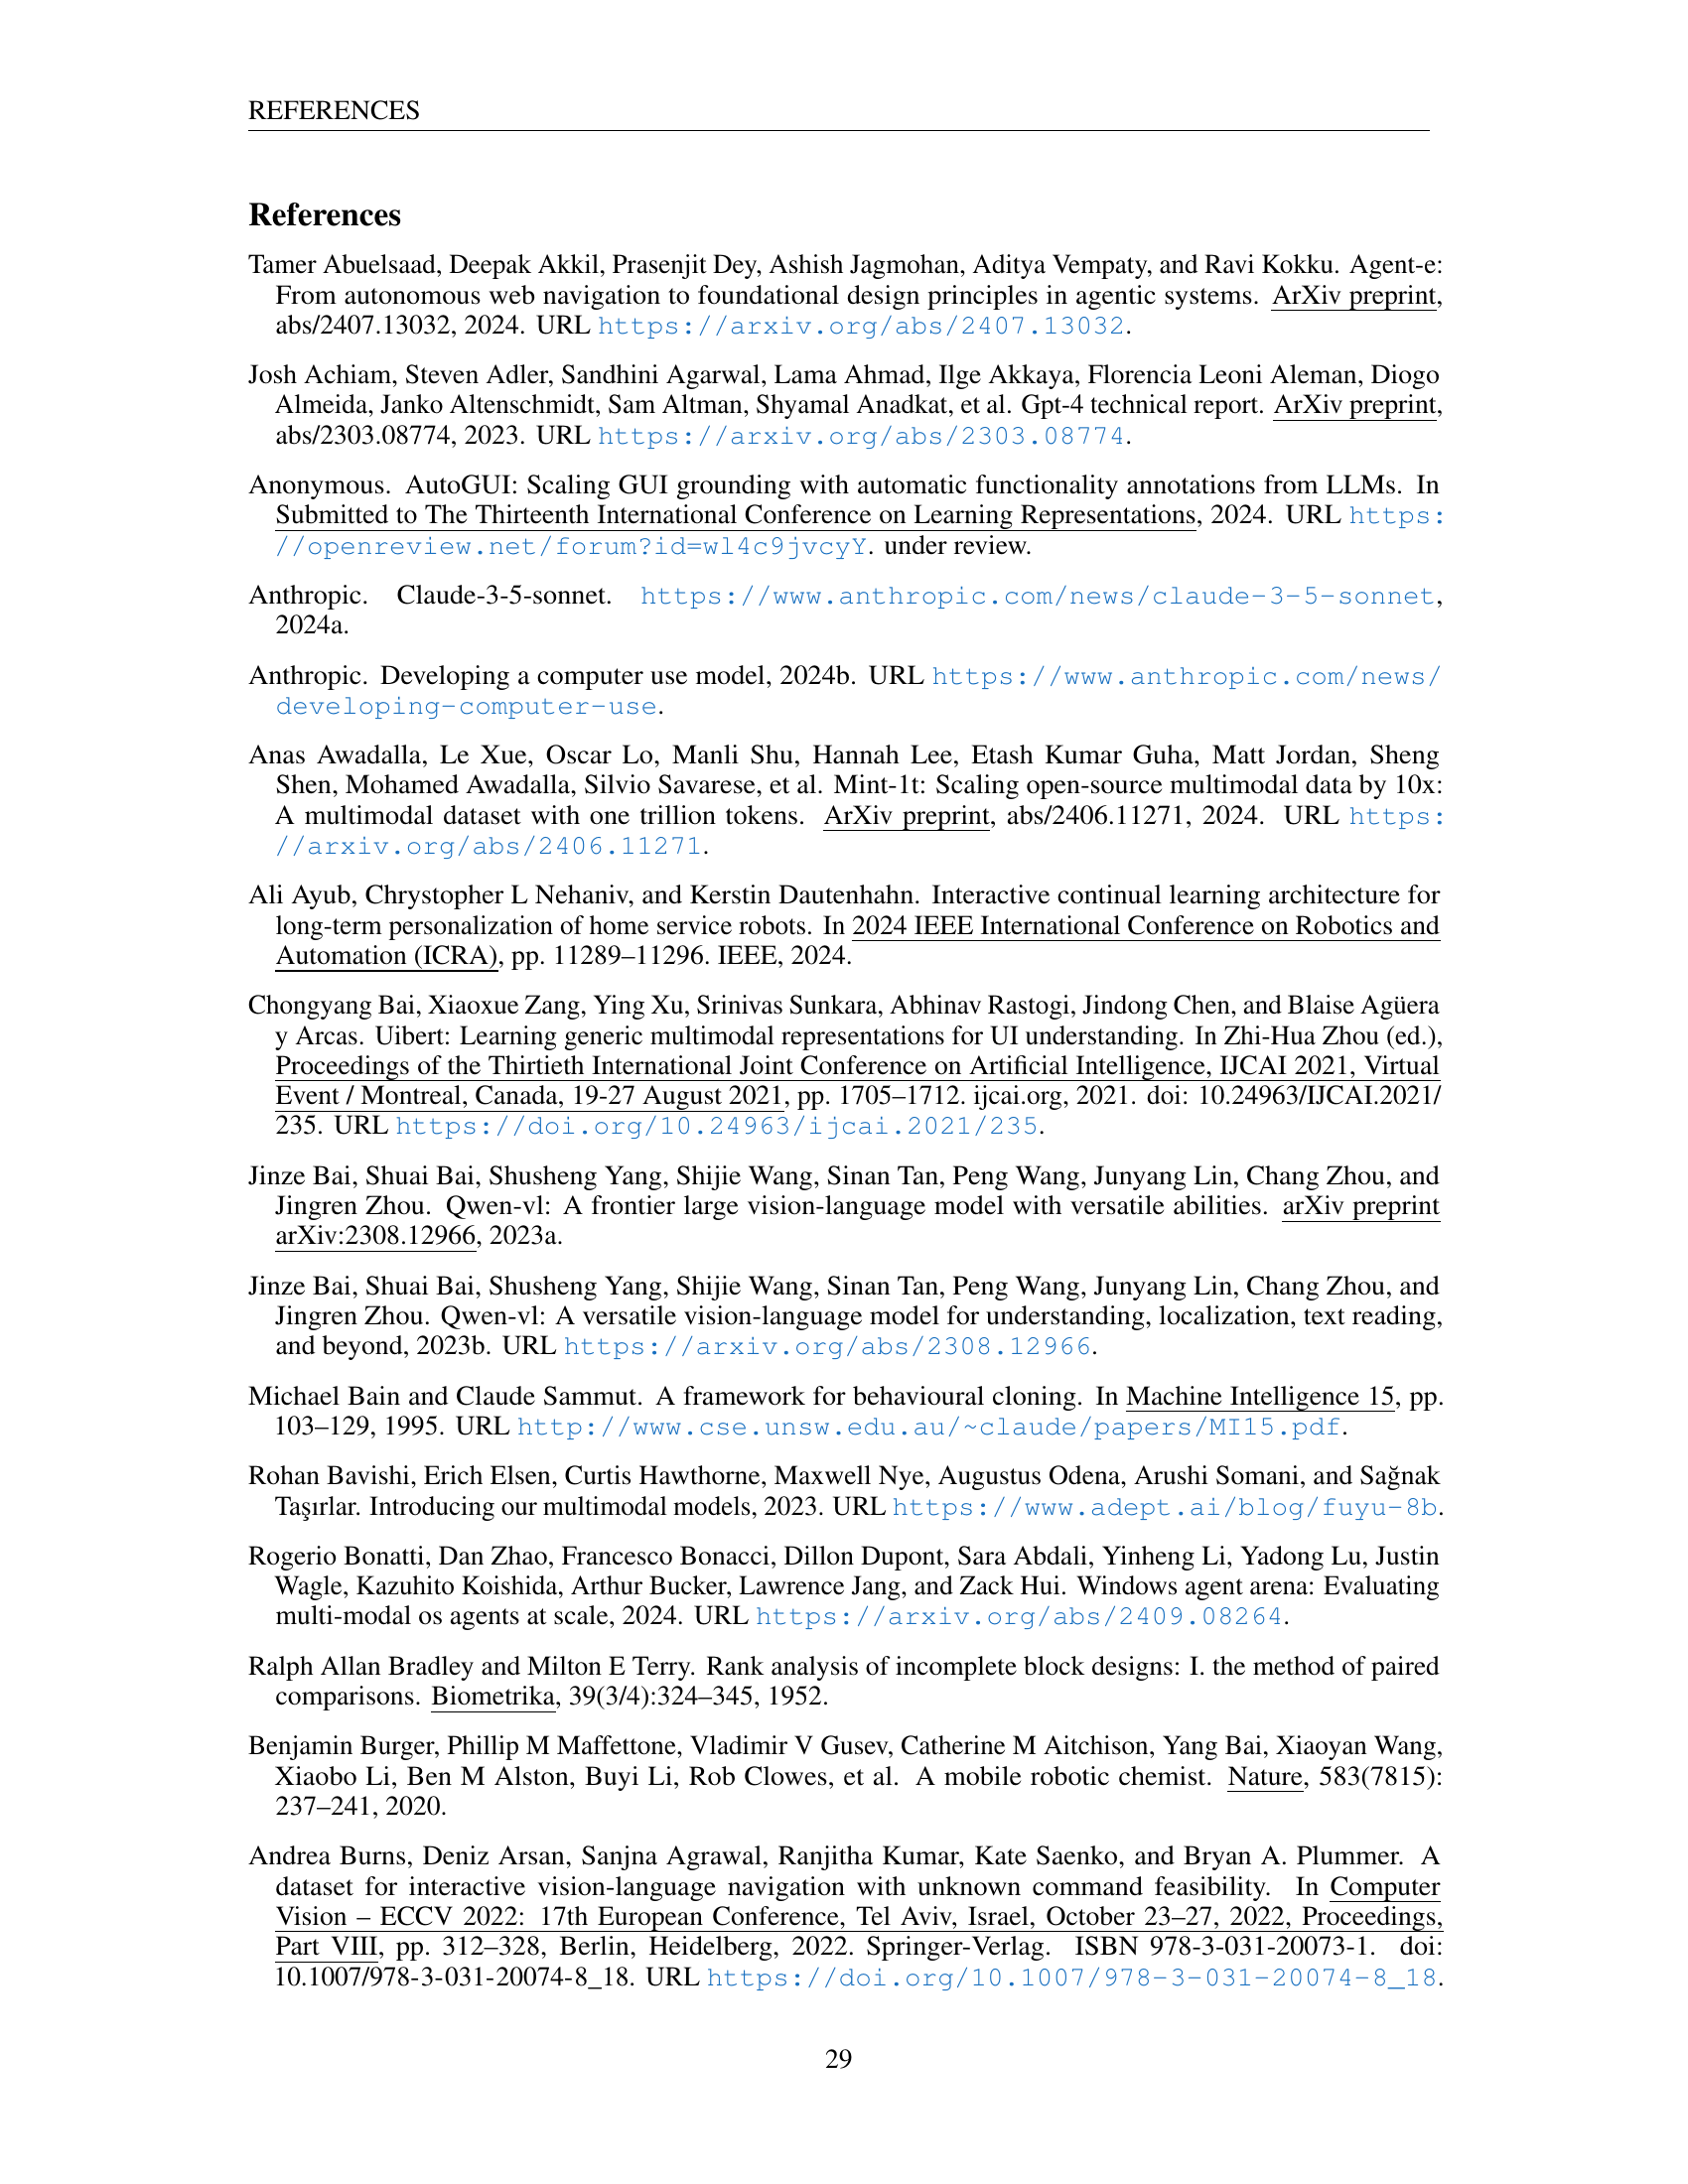 REFERENCES
References
Tamer Abuelsaad, Deepak Akkil, Prasenjit Dey, Ashish Jagmohan, Aditya Vempaty, and Ravi Kokku. Agent-e:
From autonomous web navigation to foundational design principles in agentic systems. ArXiv preprint,
abs/2407.13032, 2024. URL https://arxiv.org/abs/2407.13032.
Josh Achiam, Steven Adler, Sandhini Agarwal, Lama Ahmad, Ilge Akkaya, Florencia Leoni Aleman, Diogo
Almeida, Janko Altenschmidt, Sam Altman, Shyamal Anadkat, et al. Gpt-4 technical report. ArXiv preprint,
abs/2303.08774, 2023. URL https://arxiv.org/abs/2303.08774.
Anonymous. AutoGUI: Scaling GUI grounding with automatic functionality annotations from LLMs. In
Submitted to The Thirteenth International Conference on Learning Representations, 2024. URL https:
//openreview.net/forum?id=wl4c9jvcyY. under review.
Anthropic. Claude-3-5-sonnet. https://www.anthropic.com/news/claude-3-5-sonnet,
2024a.
Anthropic. Developing a computer use model, 2024b. URL https://www.anthropic.com/news/
developing-computer-use.
Anas Awadalla, Le Xue, Oscar Lo, Manli Shu, Hannah Lee, Etash Kumar Guha, Matt Jordan, Sheng
Shen, Mohamed Awadalla, Silvio Savarese, et al. Mint-1t: Scaling open-source multimodal data by 10x:
A multimodal dataset with one trillion tokens. ArXiv preprint, abs/2406.11271, 2024. URL https:
//arxiv.org/abs/2406.11271.
Ali Ayub, Chrystopher L Nehaniv, and Kerstin Dautenhahn. Interactive continual learning architecture for
long-term personalization of home service robots. In 2024 IEEE International Conference on Robotics and
Automation (ICRA), pp. 11289–11296. IEEE, 2024.
Chongyang Bai, Xiaoxue Zang, Ying Xu, Srinivas Sunkara, Abhinav Rastogi, Jindong Chen, and Blaise Agüera
y Arcas. Uibert: Learning generic multimodal representations for UI understanding. In Zhi-Hua Zhou (ed.),
Proceedings of the Thirtieth International Joint Conference on Artificial Intelligence, IJCAI 2021, Virtual
Event / Montreal, Canada, 19-27 August 2021, pp. 1705–1712. ijcai.org, 2021. doi: 10.24963/IJCAI.2021/
235. URL https://doi.org/10.24963/ijcai.2021/235.
Jinze Bai, Shuai Bai, Shusheng Yang, Shijie Wang, Sinan Tan, Peng Wang, Junyang Lin, Chang Zhou, and
Jingren Zhou. Qwen-vl: A frontier large vision-language model with versatile abilities. arXiv preprint
arXiv:2308.12966, 2023a.
Jinze Bai, Shuai Bai, Shusheng Yang, Shijie Wang, Sinan Tan, Peng Wang, Junyang Lin, Chang Zhou, and
Jingren Zhou. Qwen-vl: A versatile vision-language model for understanding, localization, text reading,
and beyond, 2023b. URL https://arxiv.org/abs/2308.12966.
Michael Bain and Claude Sammut. A framework for behavioural cloning. In Machine Intelligence 15, pp.
103–129, 1995. URL http://www.cse.unsw.edu.au/~claude/papers/MI15.pdf.
Rohan Bavishi, Erich Elsen, Curtis Hawthorne, Maxwell Nye, Augustus Odena, Arushi Somani, and Sağnak
Taşırlar. Introducing our multimodal models, 2023. URL https://www.adept.ai/blog/fuyu-8b.
Rogerio Bonatti, Dan Zhao, Francesco Bonacci, Dillon Dupont, Sara Abdali, Yinheng Li, Yadong Lu, Justin
Wagle, Kazuhito Koishida, Arthur Bucker, Lawrence Jang, and Zack Hui. Windows agent arena: Evaluating
multi-modal os agents at scale, 2024. URL https://arxiv.org/abs/2409.08264.
Ralph Allan Bradley and Milton E Terry. Rank analysis of incomplete block designs: I. the method of paired
comparisons. Biometrika, 39(3/4):324–345, 1952.
Benjamin Burger, Phillip M Maffettone, Vladimir V Gusev, Catherine M Aitchison, Yang Bai, Xiaoyan Wang,
Xiaobo Li, Ben M Alston, Buyi Li, Rob Clowes, et al. A mobile robotic chemist. Nature, 583(7815):
237–241, 2020.
Andrea Burns, Deniz Arsan, Sanjna Agrawal, Ranjitha Kumar, Kate Saenko, and Bryan A. Plummer. A
dataset for interactive vision-language navigation with unknown command feasibility. In Computer
Vision – ECCV 2022: 17th European Conference, Tel Aviv, Israel, October 23–27, 2022, Proceedings,
Part VIII, pp. 312–328, Berlin, Heidelberg, 2022. Springer-Verlag. ISBN 978-3-031-20073-1. doi:
10.1007/978-3-031-20074-8_18. URL https://doi.org/10.1007/978-3-031-20074-8_18.
29